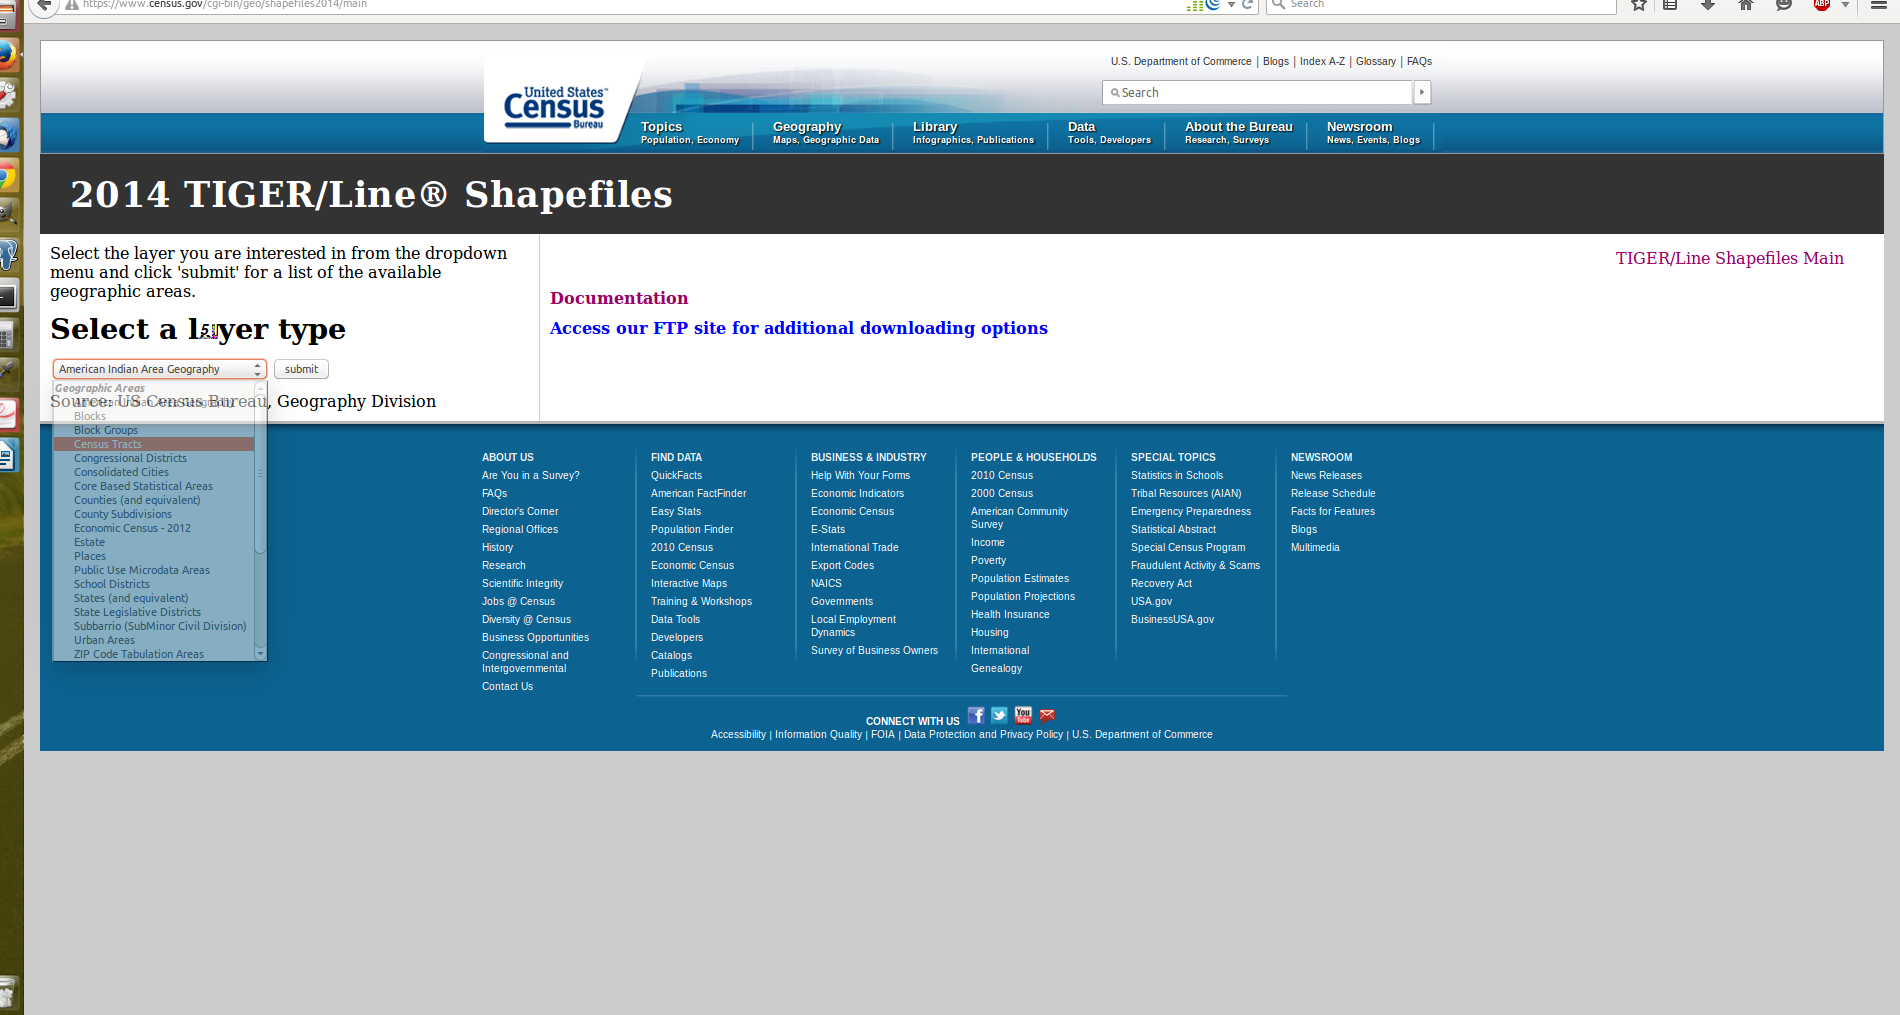 https://www.census.gov/cgi-bin/geo/shapefiles2014/main
Search
ABP
U.S. Department of Commerce | Blogs | Index A-Z | Glossary | FAQs
Search
United States™
Census
Bureau
Topics
Population, Economy
Geography
Maps, Geographic Data
Library
Infographics, Publications
Data
Tools, Developers
About the Bureau
Research, Surveys
Newsroom
News, Events, Blogs
2014 TIGER/Line® Shapefiles
Select the layer you are interested in from the dropdown
menu and click 'submit' for a list of the available
geographic areas.
Select a layer type
American Indian Area Geography
submit
Geographic Areas
American Indian Area Geography
Blocks
Block Groups
Census Tracts
Congressional Districts
Consolidated Cities
Core Based Statistical Areas
Counties (and equivalent)
County Subdivisions
Economic Census - 2012
Estate
Places
Public Use Microdata Areas
School Districts
States (and equivalent)
State Legislative Districts
Subbarrio (SubMinor Civil Division)
Urban Areas
ZIP Code Tabulation Areas
Source: US Census Bureau, Geography Division
TIGER/Line Shapefiles Main
Documentation
Access our FTP site for additional downloading options
ABOUT US
Are You in a Survey?
FAQs
Director's Corner
Regional Offices
History
Research
Scientific Integrity
Jobs @ Census
Diversity @ Census
Business Opportunities
Congressional and
Intergovernmental
Contact Us
FIND DATA
QuickFacts
American FactFinder
Easy Stats
Population Finder
2010 Census
Economic Census
Interactive Maps
Training & Workshops
Data Tools
Developers
Catalogs
Publications
BUSINESS & INDUSTRY
Help With Your Forms
Economic Indicators
Economic Census
E-Stats
International Trade
Export Codes
NAICS
Governments
Local Employment
Dynamics
Survey of Business Owners
PEOPLE & HOUSEHOLDS
2010 Census
2000 Census
American Community
Survey
Income
Poverty
Population Estimates
Population Projections
Health Insurance
Housing
International
Genealogy
SPECIAL TOPICS
Statistics in Schools
Tribal Resources (AIAN)
Emergency Preparedness
Statistical Abstract
Special Census Program
Fraudulent Activity & Scams
Recovery Act
USA.gov
BusinessUSA.gov
NEWSROOM
News Releases
Release Schedule
Facts for Features
Blogs
Multimedia
CONNECT WITH US
You
Tube
Accessibility | Information Quality | FOIA | Data Protection and Privacy Policy | U.S. Department of Commerce